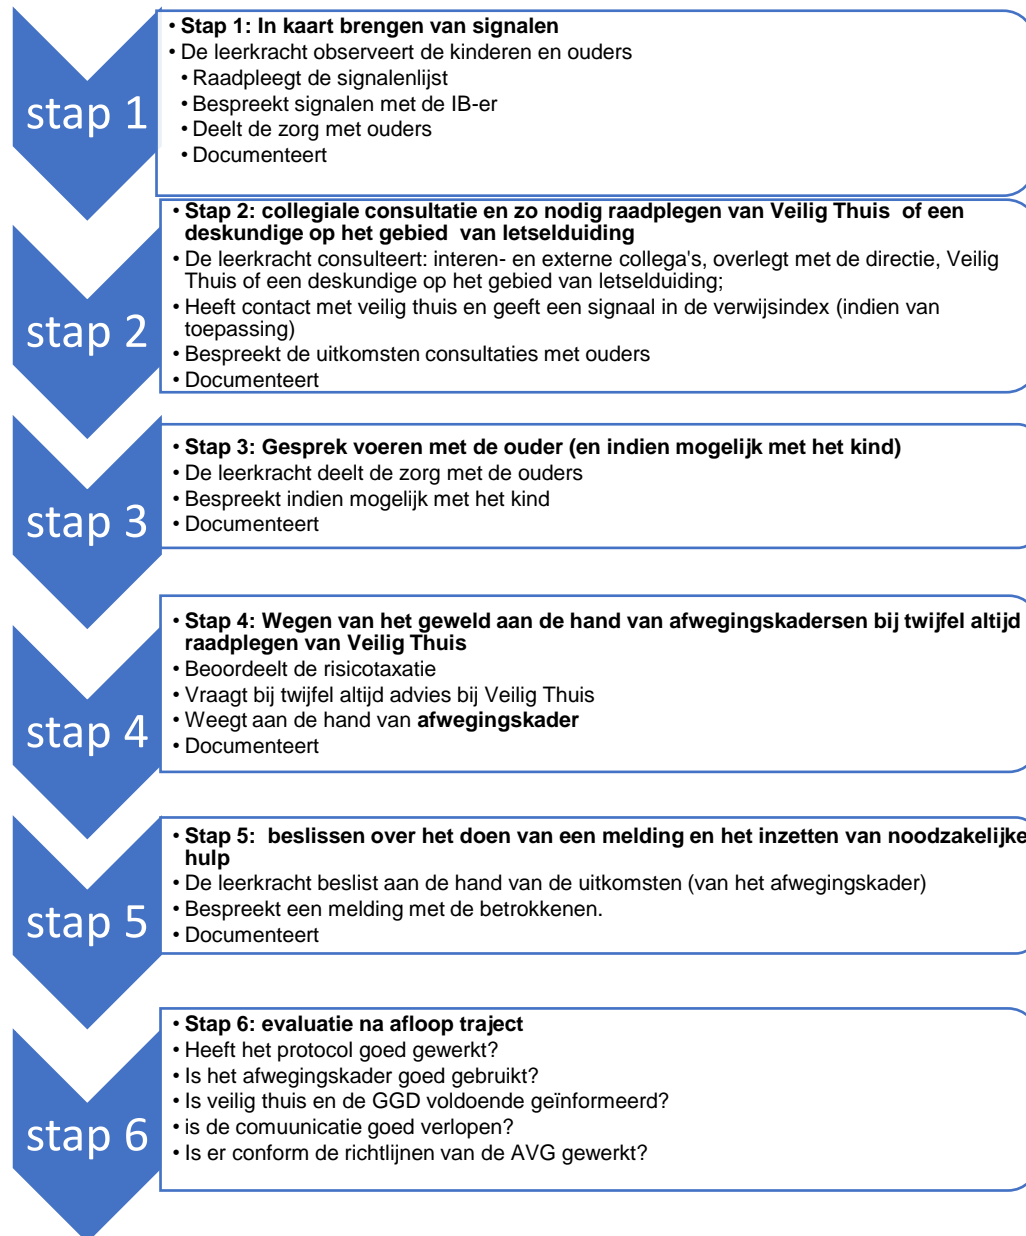 stap 1
• Stap 1: In kaart brengen van signalen
• De leerkracht observeert de kinderen en ouders
• Raadpleegt de signalenlijst
• Bespreekt signalen met de IB-er
• Deelt de zorg met ouders
• Documenteert
stap 2
• Stap 2: collegiale consultatie en zo nodig raadplegen van Veilig Thuis of een
deskundige op het gebied van letselduiding
• De leerkracht consulteert: interen- en externe collega's, overlegt met de directie, Veilig
Thuis of een deskundige op het gebied van letselduiding;
• Heeft contact met veilig thuis en geeft een signaal in de verwijsindex (indien van
toepassing)
• Bespreekt de uitkomsten consultaties met ouders
• Documenteert
stap 3
• Stap 3: Gesprek voeren met de ouder (en indien mogelijk met het kind)
• De leerkracht deelt de zorg met de ouders
• Bespreekt indien mogelijk met het kind
• Documenteert
stap 4
• Stap 4: Wegen van het geweld aan de hand van afwegingskadersen bij twijfel altijd
raadplegen van Veilig Thuis
• Beoordeelt de risicotaxatie
• Vraagt bij twijfel altijd advies bij Veilig Thuis
• Weegt aan de hand van afwegingskader
• Documenteert
stap 5
• Stap 5: beslissen over het doen van een melding en het inzetten van noodzakelijke
hulp
• De leerkracht beslist aan de hand van de uitkomsten (van het afwegingskader)
• Bespreekt een melding met de betrokkenen.
• Documenteert
stap 6
• Stap 6: evaluatie na afloop traject
• Heeft het protocol goed gewerkt?
• Is het afwegingskader goed gebruikt?
• Is veilig thuis en de GGD voldoende geïnformeerd?
• is de comuunicatie goed verlopen?
• Is er conform de richtlijnen van de AVG gewerkt?